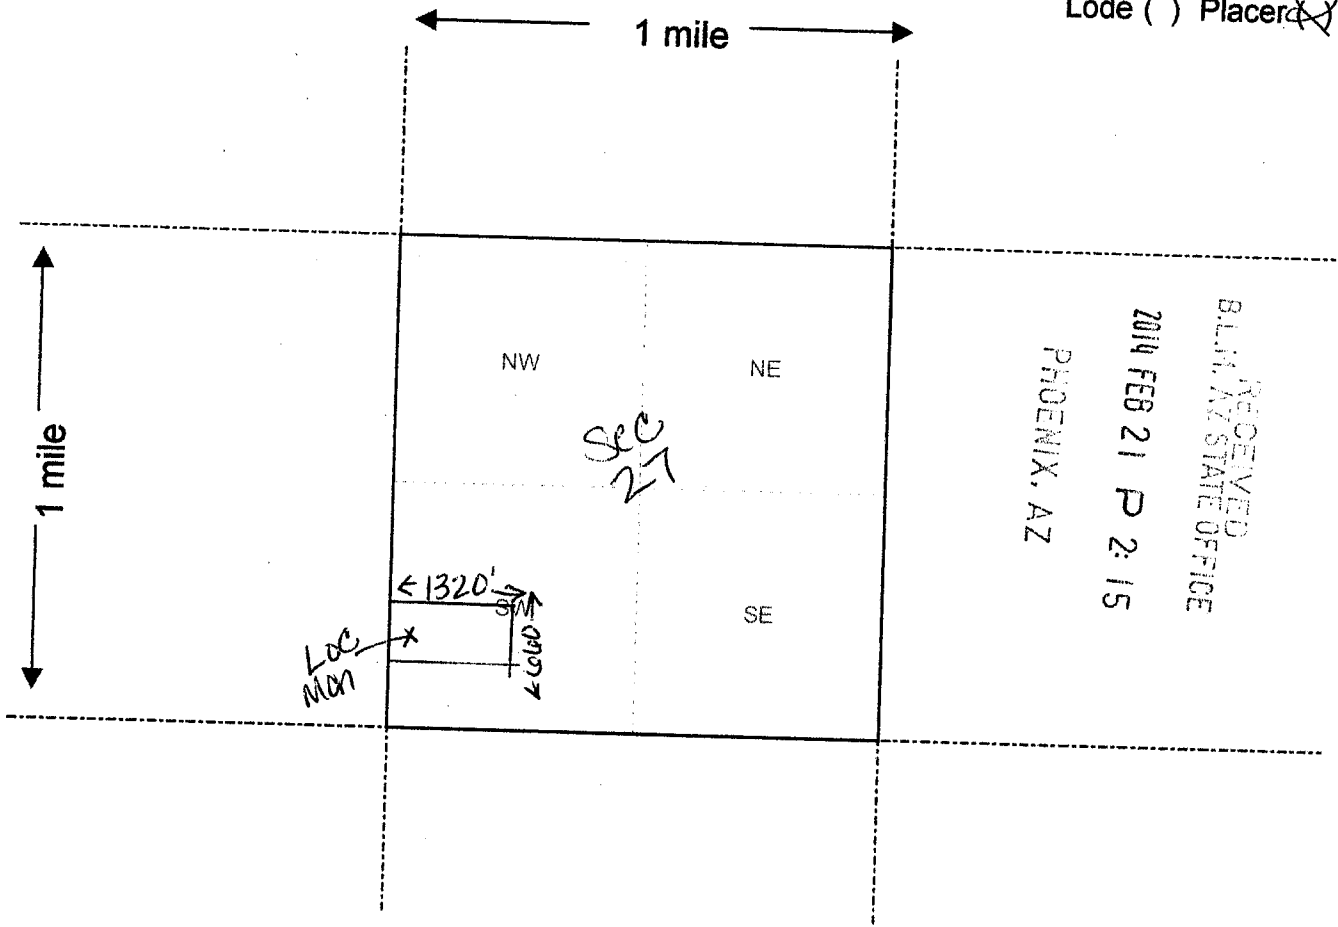 Lode ( ) Placer (X)
1 mile
1 mile
NW
NE
Sec
27
1320'
SW
660
SE
Loc
Mon
RECEIVED
B.L.M. AZ STATE OFFICE
2014 FEB 21 P 2:15
PHOENIX, AZ